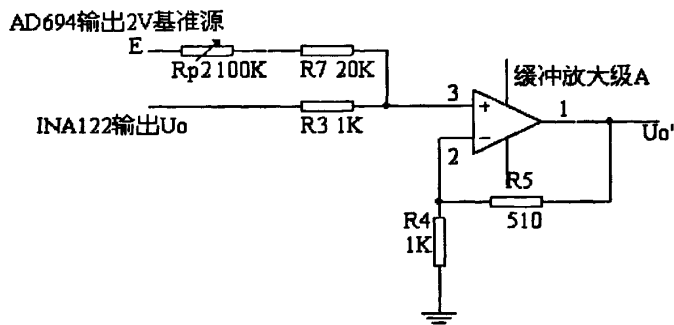 AD694输出2V基准源
E
Rp2 100K
R7 20K
INA122输出Uo
R3 1K
3
+
缓冲放大级A
1
Uo'
−
2
R5
510
R4
1K